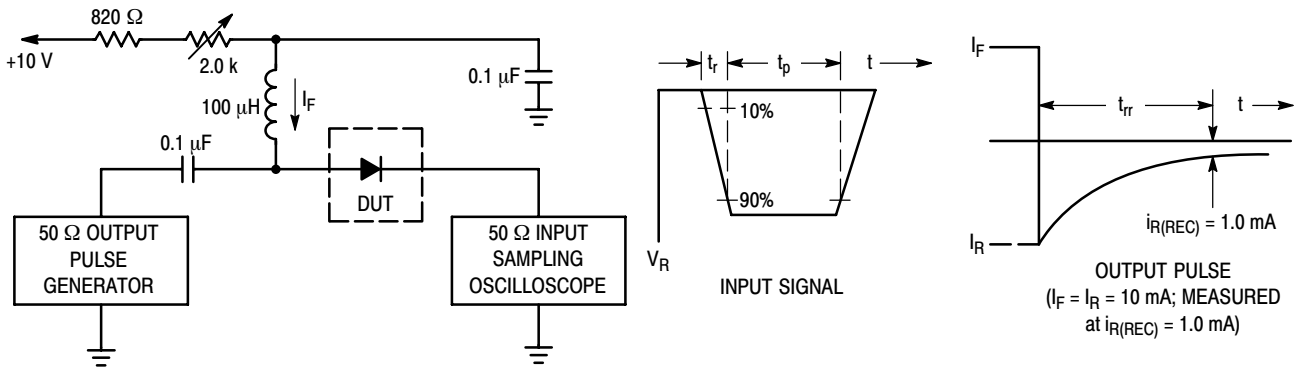 820 Ω
+10 V
2.0 k
0.1 μF
100 μH
I_F
0.1 μF
DUT
50 Ω OUTPUT
PULSE
GENERATOR
50 Ω INPUT
SAMPLING
OSCILLOSCOPE
t_r
t_p
t
10%
90%
V_R
INPUT SIGNAL
I_F
t_rr
t
I_R
i_R(REC) = 1.0 mA
OUTPUT PULSE
(I_F = I_R = 10 mA; MEASURED
at i_R(REC) = 1.0 mA)